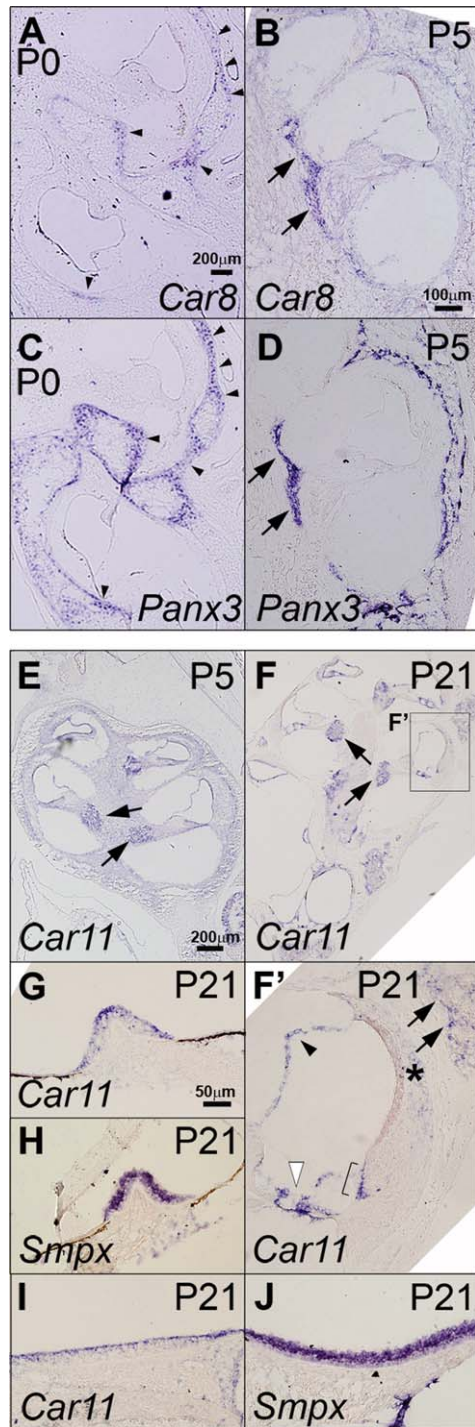 A
P0
200µm
Car8
B
P5
100µm
Car8
C
P0
Panx3
D
P5
Panx3
E
P5
200µm
Car11
F
P21
F'
Car11
G
P21
Car11
50µm
H
P21
Smpx
F'
P21
*
Car11
I
P21
Car11
J
P21
Smpx